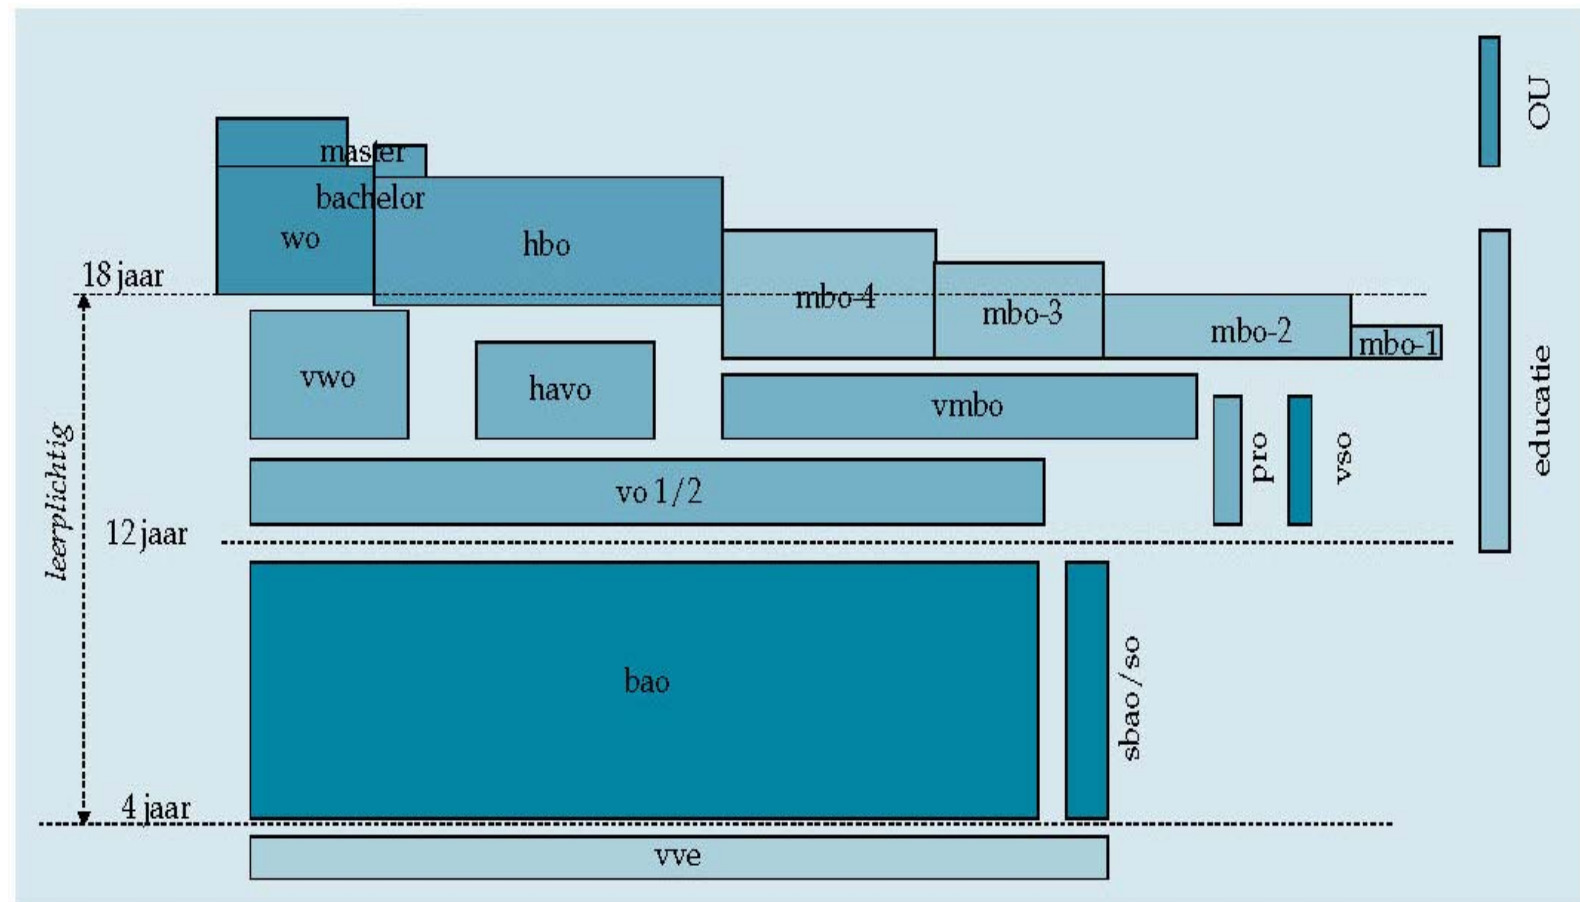 OU
master
bachelor
wo
hbo
18 jaar
mbo-4
mbo-3
mbo-2
mbo-1
vwo
havo
vmbo
pro
vso
educatie
vo 1/2
leerplichtig
12 jaar
bao
sbao/so
4 jaar
vve